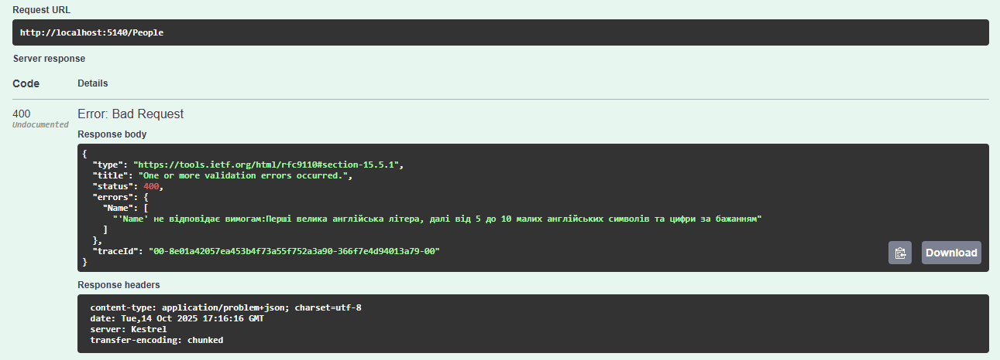 Request URL
http://localhost:5140/People
Server response
Code Details
400 Error: Bad Request
Undocumented
Response body
{
  "type": "https://tools.ietf.org/html/rfc9110#section-15.5.1",
  "title": "One or more validation errors occurred.",
  "status": 400,
  "errors": {
    "Name": [
      "'Name' не відповідає вимогам:Перші велика англійська літера, далі від 5 до 10 малих англійських символів та цифри за бажанням"
    ]
  },
  "traceId": "00-8e01a42057ea453b4f73a55f752a3a90-366f7e4d94013a79-00"
}
Download
Response headers
content-type: application/problem+json; charset=utf-8
date: Tue,14 Oct 2025 17:16:16 GMT
server: Kestrel
transfer-encoding: chunked